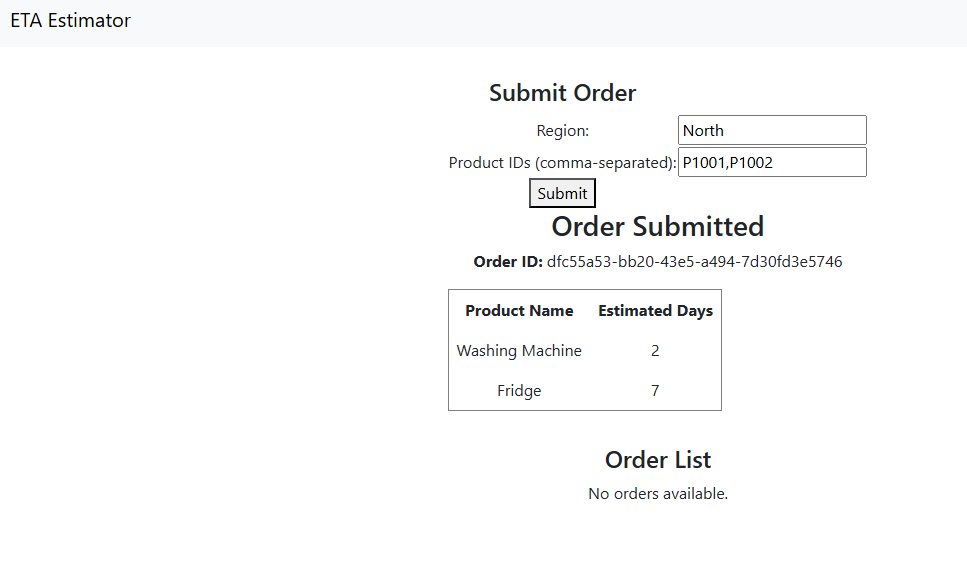 ETA Estimator
Submit Order
Region: North
Product IDs (comma-separated): P1001,P1002
Submit
Order Submitted
Order ID: dfc55a53-bb20-43e5-a494-7d30fd3e5746
Product Name Estimated Days
Washing Machine 2
Fridge 7
Order List
No orders available.